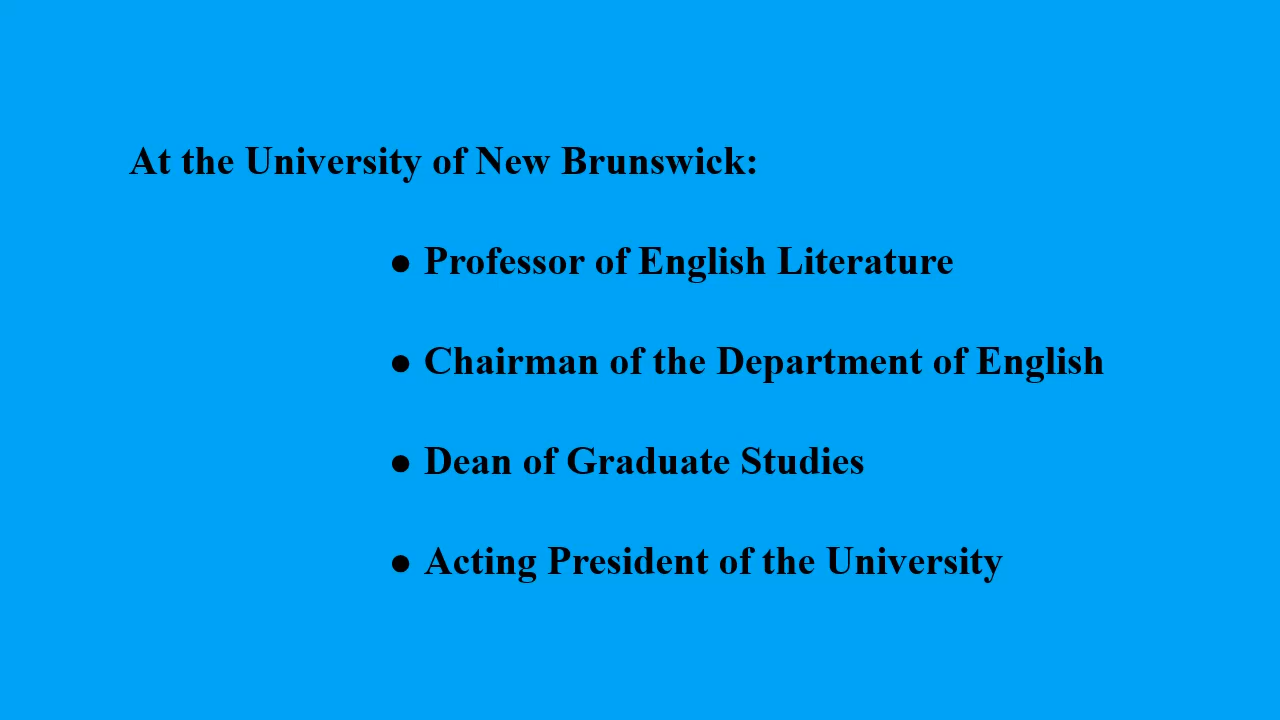 At the University of New Brunswick:
● Professor of English Literature
● Chairman of the Department of English
● Dean of Graduate Studies
● Acting President of the University